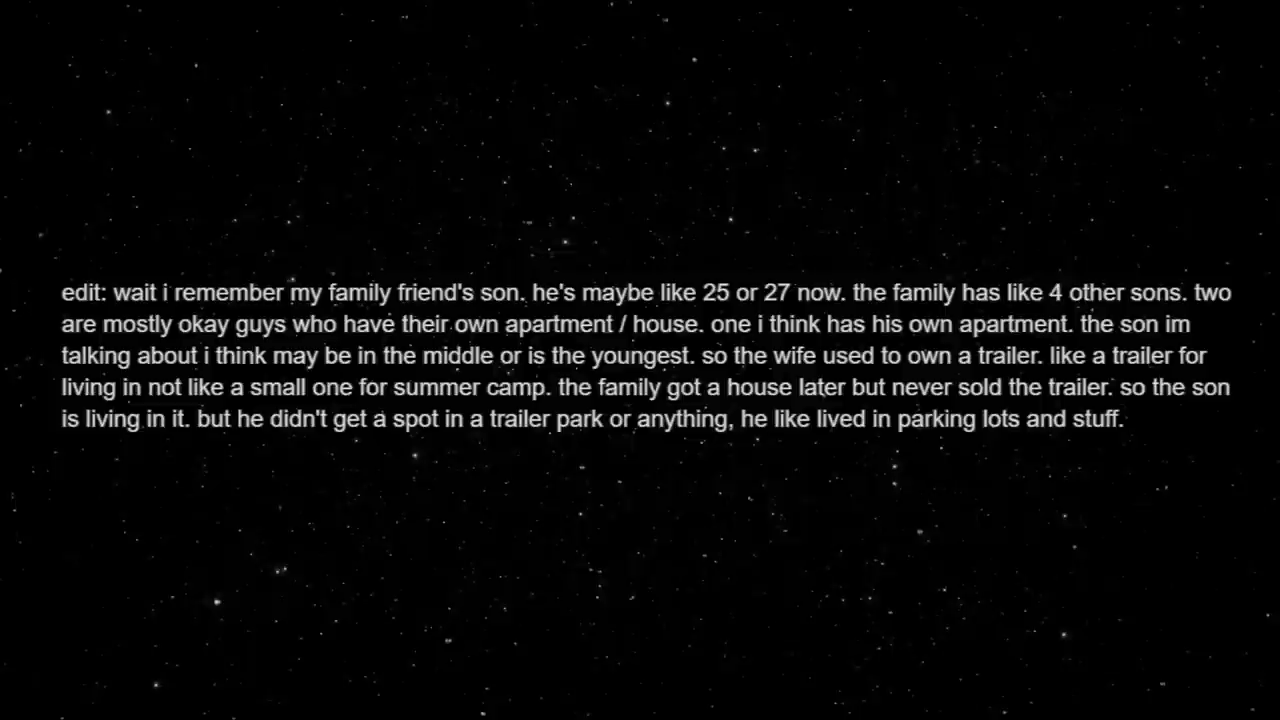 edit: wait i remember my family friend's son. he's maybe like 25 or 27 now. the family has like 4 other sons. two
are mostly okay guys who have their own apartment / house. one i think has his own apartment. the son im
talking about i think may be in the middle or is the youngest. so the wife used to own a trailer. like a trailer for
living in not like a small one for summer camp. the family got a house later but never sold the trailer. so the son
is living in it. but he didn't get a spot in a trailer park or anything, he like lived in parking lots and stuff.